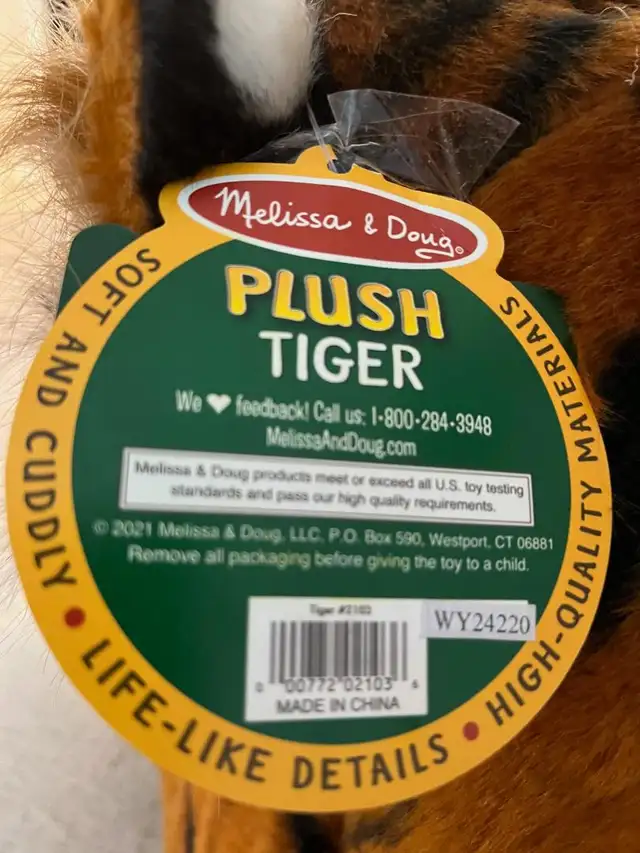 Melissa & Doug®
PLUSH
TIGER
We ♥ feedback! Call us: 1-800-284-3948
MelissaAndDoug.com
Melissa & Doug products meet or exceed all U.S. toy testing
standards and pass our high quality requirements.
© 2021 Melissa & Doug, LLC, P.O. Box 590, Westport, CT 06881
Remove all packaging before giving the toy to a child.
Tiger #2103
WY24220
0 00772 02103 6
MADE IN CHINA
SOFT AND CUDDLY • LIFE-LIKE DETAILS • HIGH-QUALITY MATERIALS